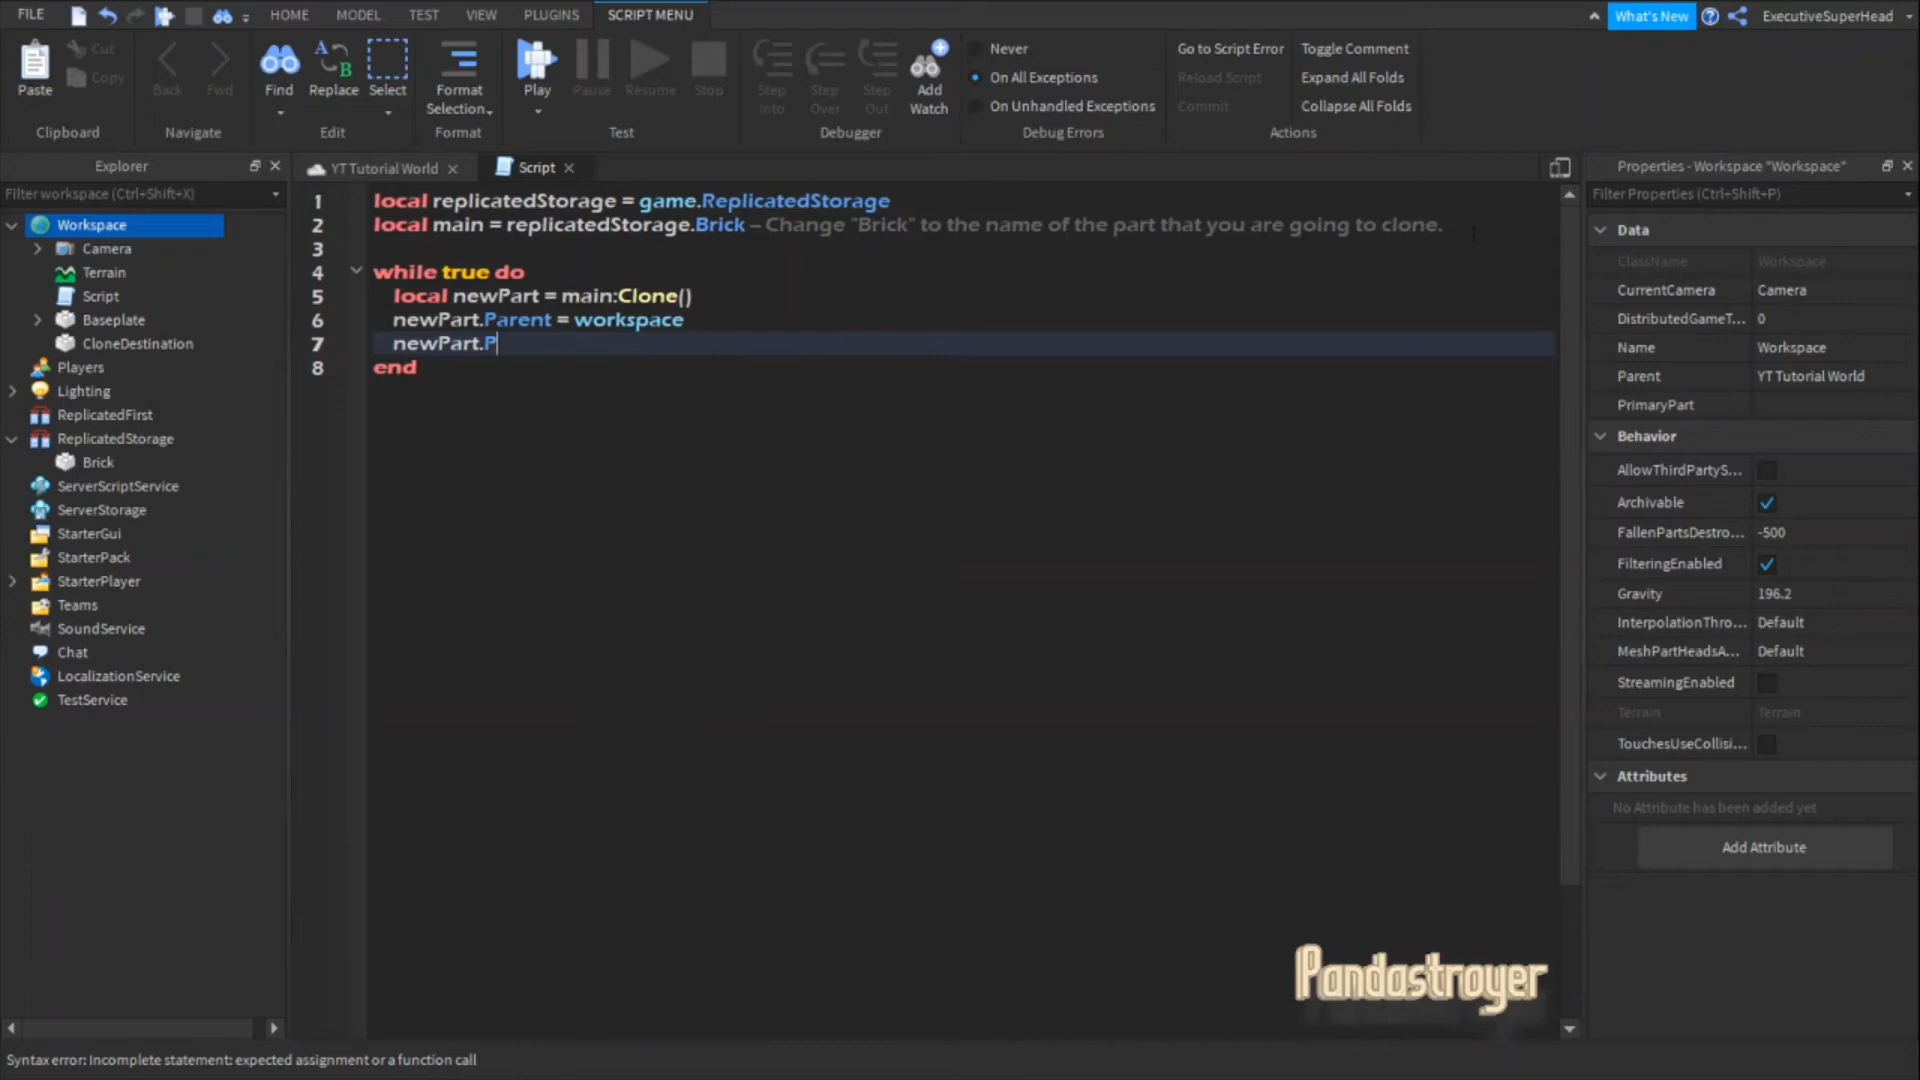 FILE
HOME
MODEL
TEST
VIEW
PLUGINS
SCRIPT MENU
What's New
ExecutiveSuperHead
Paste
Cut
Copy
Clipboard
Back
Fwd
Navigate
Find
Replace
Select
Edit
Format
Selection
Format
Play
Pause
Resume
Stop
Test
Step
Into
Step
Over
Step
Out
Add
Watch
Debugger
Never
On All Exceptions
On Unhandled Exceptions
Debug Errors
Go to Script Error
Reload Script
Commit
Toggle Comment
Expand All Folds
Collapse All Folds
Actions
Explorer
Filter workspace (Ctrl+Shift+X)
Workspace
Camera
Terrain
Script
Baseplate
CloneDestination
Players
Lighting
ReplicatedFirst
ReplicatedStorage
Brick
ServerScriptService
ServerStorage
StarterGui
StarterPack
StarterPlayer
Teams
SoundService
Chat
LocalizationService
TestService
YT Tutorial World
Script
1 local replicatedStorage = game.ReplicatedStorage
2 local main = replicatedStorage.Brick -- Change "Brick" to the name of the part that you are going to clone.
3
4 while true do
5 local newPart = main:Clone()
6 newPart.Parent = workspace
7 newPart.P
8 end
Pandastroyer
Properties - Workspace "Workspace"
Filter Properties (Ctrl+Shift+P)
Data
ClassName Workspace
CurrentCamera Camera
DistributedGameT... 0
Name Workspace
Parent YT Tutorial World
PrimaryPart
Behavior
AllowThirdPartyS...
Archivable
FallenPartsDestro... -500
FilteringEnabled
Gravity 196.2
InterpolationThro... Default
MeshPartHeadsA... Default
StreamingEnabled
Terrain Terrain
TouchesUseCollisi...
Attributes
No Attribute has been added yet
Add Attribute
Syntax error: Incomplete statement: expected assignment or a function call